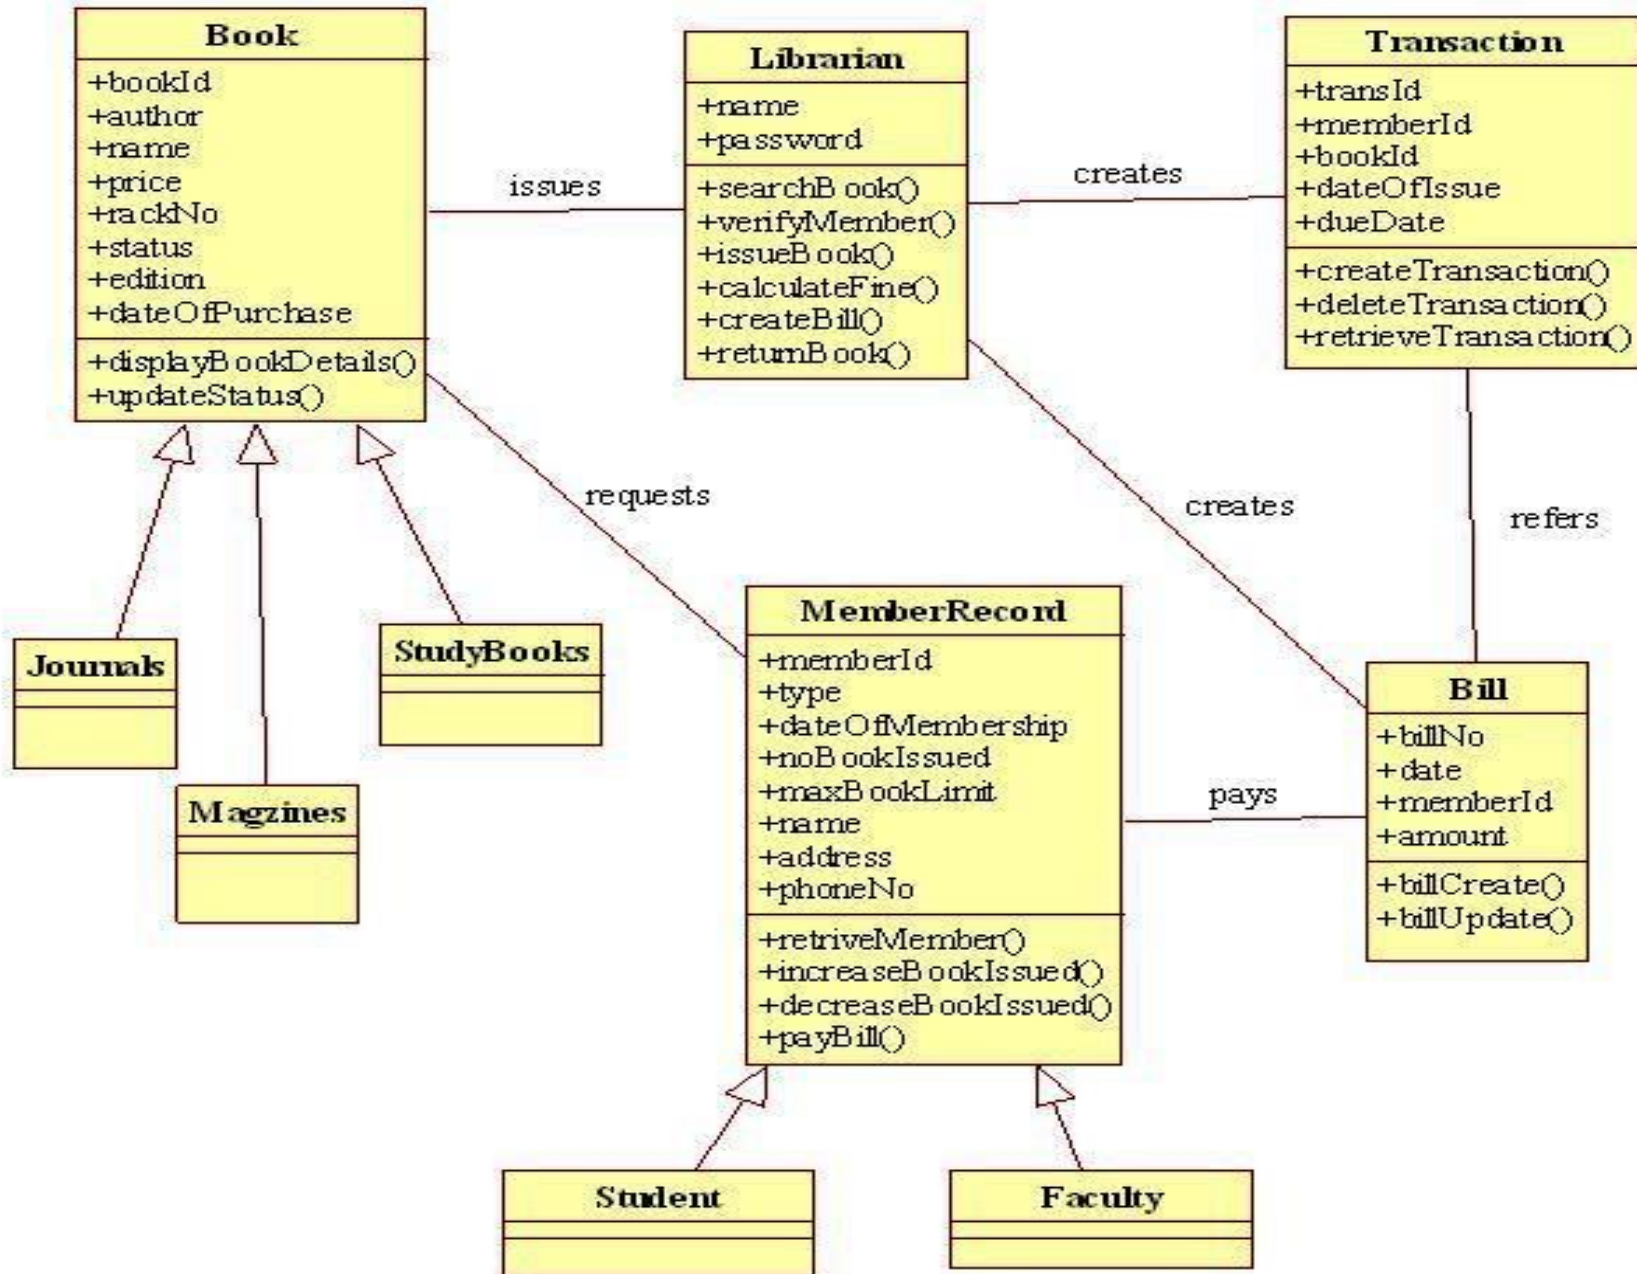 Book
+bookId
+author
+name
+price
+rackNo
+status
+edition
+dateOfPurchase
+displayBookDetails()
+updateStatus()
issues
Librarian
+name
+password
+searchBook()
+verifyMember()
+issueBook()
+calculateFine()
+createBill()
+returnBook()
creates
Transaction
+transId
+memberId
+bookId
+dateOfIssue
+dueDate
+createTransaction()
+deleteTransaction()
+retrieveTransaction()
requests
creates
refers
Journals
StudyBooks
Magzines
MemberRecord
+memberId
+type
+dateOfMembership
+noBookIssued
+maxBookLimit
+name
+address
+phoneNo
+retriveMember()
+increaseBookIssued()
+decreaseBookIssued()
+payBill()
pays
Bill
+billNo
+date
+memberId
+amount
+billCreate()
+billUpdate()
Student
Faculty